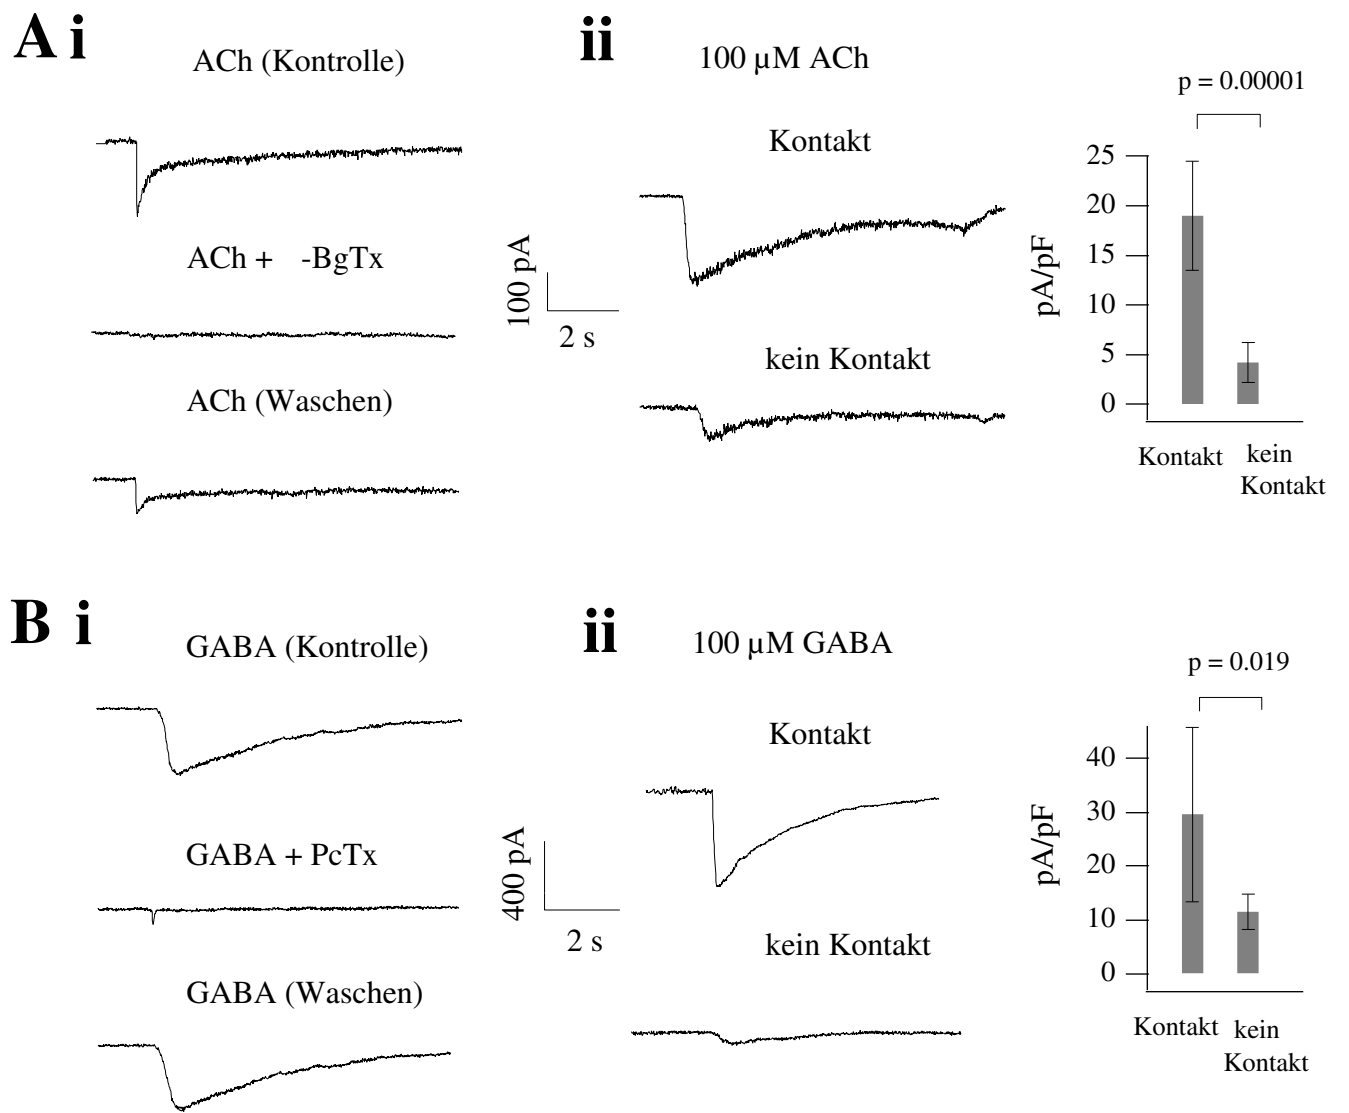 A i
ACh (Kontrolle)
ACh + -BgTx
ACh (Waschen)
100 pA
2 s
ii
100 µM ACh
Kontakt
kein Kontakt
p = 0.00001
pA/pF
25
20
15
10
5
0
Kontakt
kein
Kontakt
B i
GABA (Kontrolle)
GABA + PcTx
GABA (Waschen)
400 pA
2 s
ii
100 µM GABA
Kontakt
kein Kontakt
p = 0.019
pA/pF
40
30
20
10
0
Kontakt
kein
Kontakt